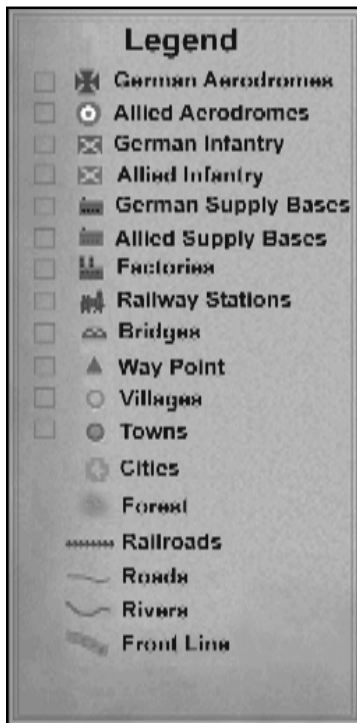 Legend
German Aerodromes
Allied Aerodromes
German Infantry
Allied Infantry
German Supply Bases
Allied Supply Bases
Factories
Railway Stations
Bridges
Way Point
Villages
Towns
Cities
Forest
Railroads
Roads
Rivers
Front Line